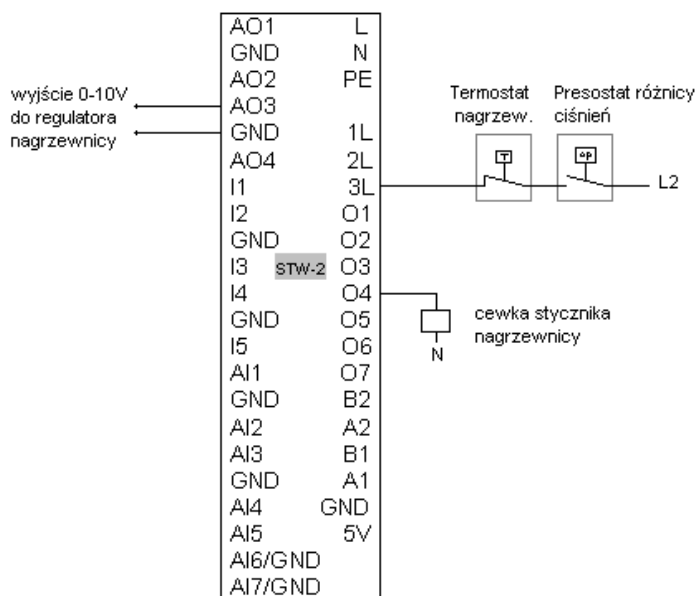 AO1 L
GND N
AO2 PE
AO3
GND 1L
AO4 2L
I1 3L
I2 O1
GND O2
I3 STW-2 O3
I4 O4
GND O5
I5 O6
AI1 O7
GND B2
AI2 A2
AI3 B1
GND A1
AI4 GND
AI5 5V
AI6/GND
AI7/GND
wyjście 0-10V
do regulatora
nagrzewnicy
Termostat
nagrzew.
Presostat różnicy
ciśnień
T
ΔP
L2
cewka stycznika
nagrzewnicy
N